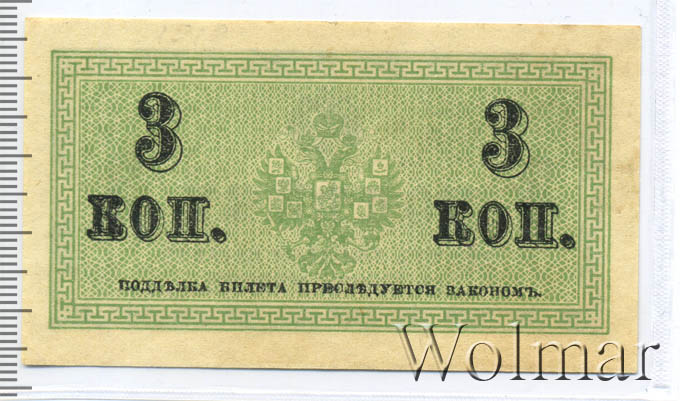 3 3
КОП. КОП.
ПОДДѢЛКА БИЛЕТА ПРЕСЛѢДУЕТСЯ ЗАКОНОМЪ.
Wolmar